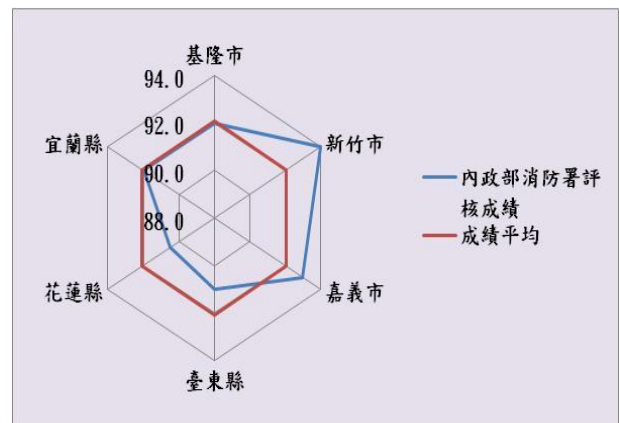 基隆市
94.0
92.0
宜蘭縣
新竹市
90.0
內政部消防署評
核成績
88.0
成績平均
花蓮縣
嘉義市
臺東縣